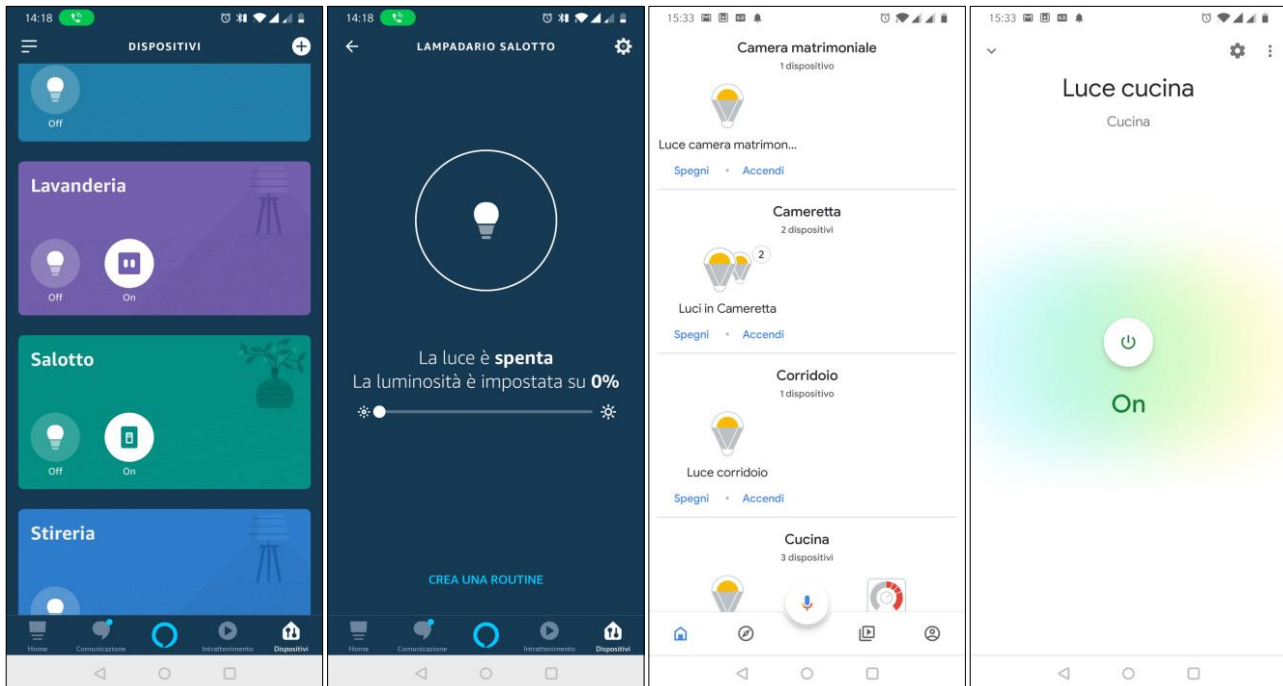 14:18
DISPOSITIVI
Off
Lavanderia
Off
On
Salotto
Off
On
Stireria
Home
Comunicazione
Intrattenimento
Dispositivi
14:18
LAMPADARIO SALOTTO
La luce è spenta
La luminosità è impostata su 0%
CREA UNA ROUTINE
Home
Comunicazione
Intrattenimento
Dispositivi
15:33
Camera matrimoniale
1 dispositivo
Luce camera matrimon...
Spegni • Accendi
Cameretta
2 dispositivi
2
Luci in Cameretta
Spegni • Accendi
Corridoio
1 dispositivo
Luce corridoio
Spegni • Accendi
Cucina
3 dispositivi
15:33
Luce cucina
Cucina
On